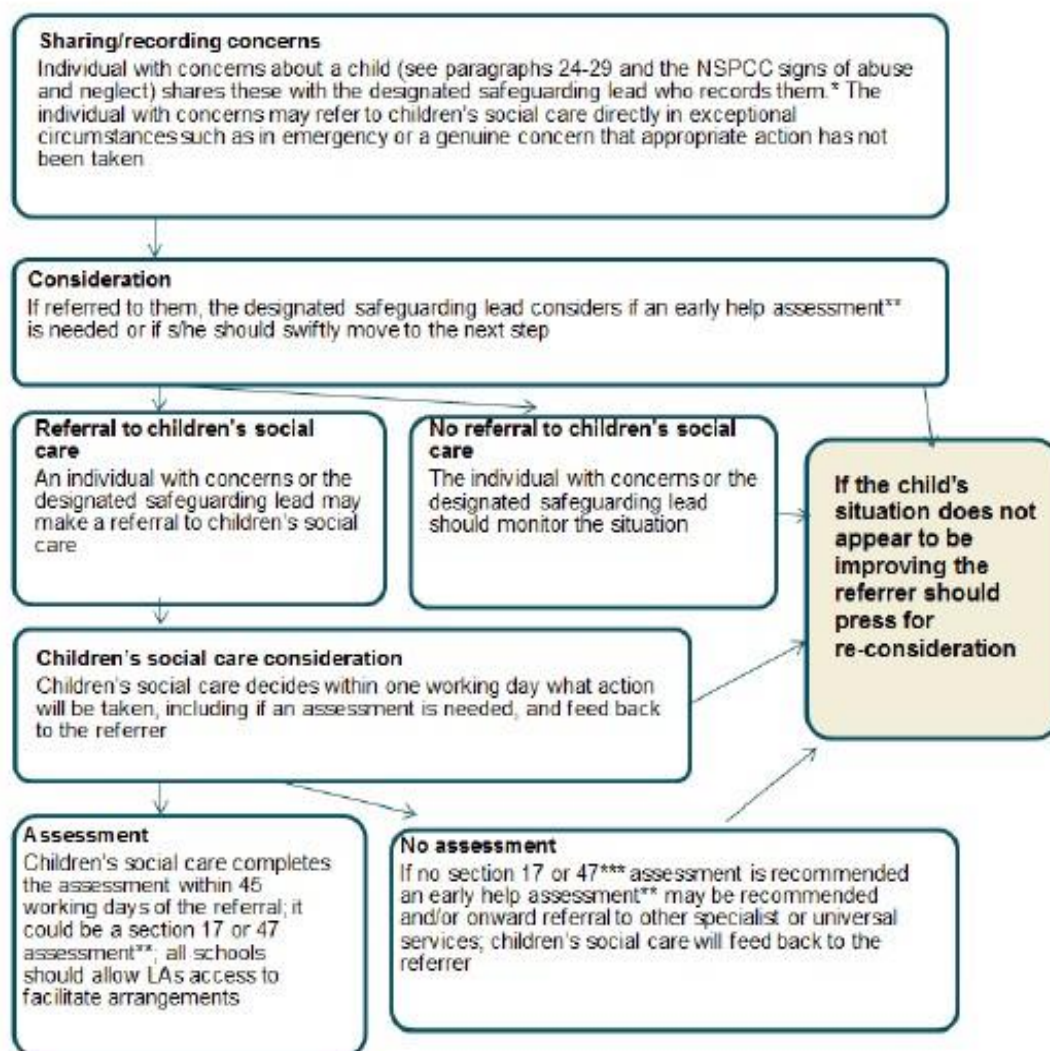 Sharing/recording concerns
Individual with concerns about a child (see paragraphs 24-29 and the NSPCC signs of abuse
and neglect) shares these with the designated safeguarding lead who records them.* The
individual with concerns may refer to children's social care directly in exceptional
circumstances such as in emergency or a genuine concern that appropriate action has not
been taken
Consideration
If referred to them, the designated safeguarding lead considers if an early help assessment**
is needed or if s/he should swiftly move to the next step
Referral to children's social
care
An individual with concerns or the
designated safeguarding lead may
make a referral to children's social
care
No referral to children's social
care
The individual with concerns or the
designated safeguarding lead
should monitor the situation
If the child's
situation does not
appear to be
improving the
referrer should
press for
re-consideration
Children's social care consideration
Children's social care decides within one working day what action
will be taken, including if an assessment is needed, and feed back
to the referrer
Assessment
Children's social care completes
the assessment within 45
working days of the referral; it
could be a section 17 or 47
assessment**; all schools
should allow LAs access to
facilitate arrangements
No assessment
If no section 17 or 47*** assessment is recommended
an early help assessment** may be recommended
and/or onward referral to other specialist or universal
services; children's social care will feed back to the
referrer